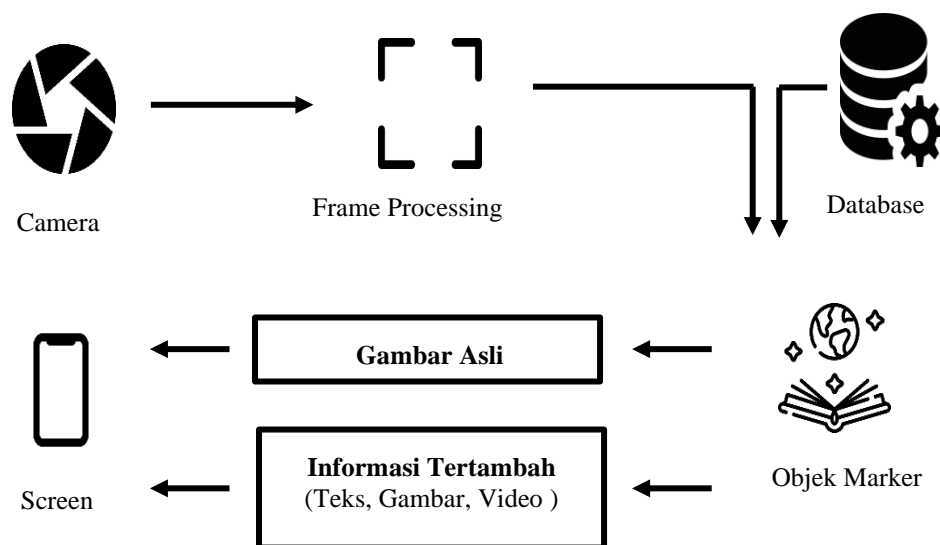 Camera
Frame Processing
Database
Gambar Asli
Informasi Tertambah
(Teks, Gambar, Video )
Screen
Objek Marker